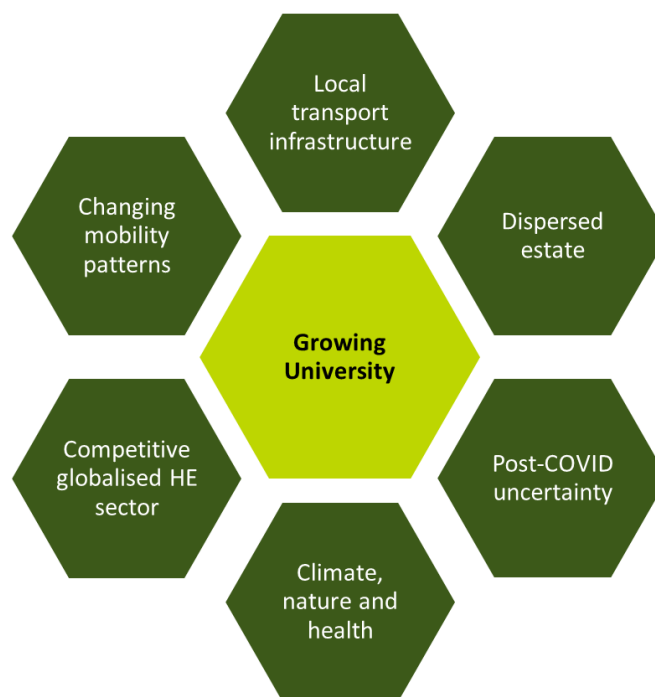 Local
transport
infrastructure
Changing
mobility
patterns
Dispersed
estate
Growing
University
Competitive
globalised HE
sector
Post-COVID
uncertainty
Climate,
nature and
health